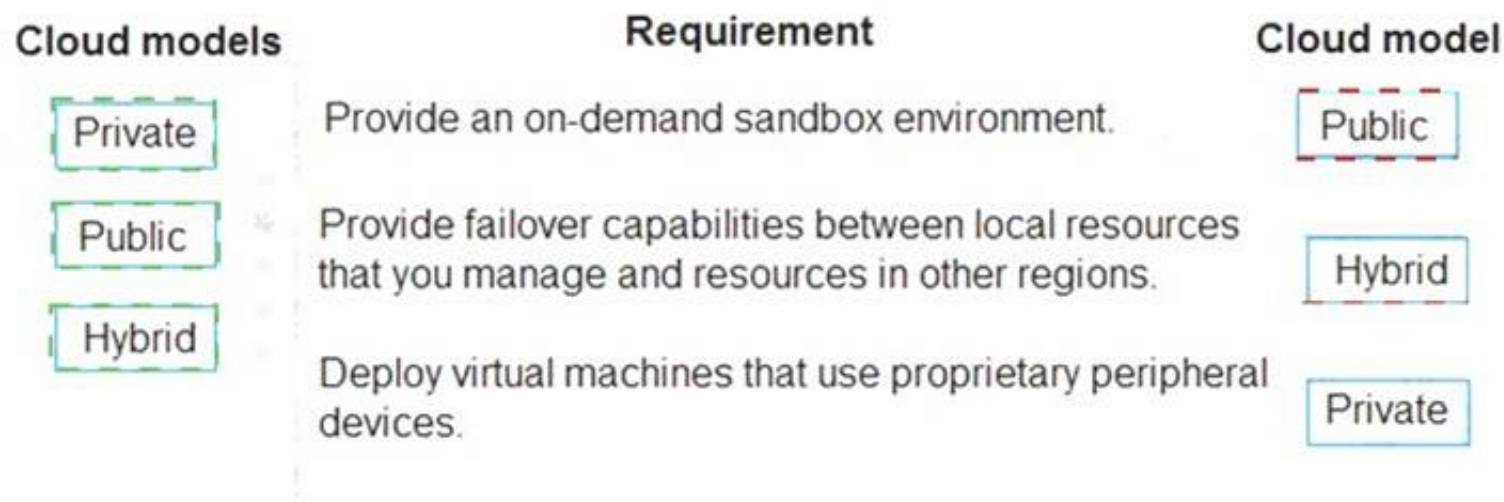 Cloud models
Requirement
Cloud model
Private
Provide an on-demand sandbox environment.
Public
Public
Provide failover capabilities between local resources
that you manage and resources in other regions.
Hybrid
Hybrid
Deploy virtual machines that use proprietary peripheral
devices.
Private